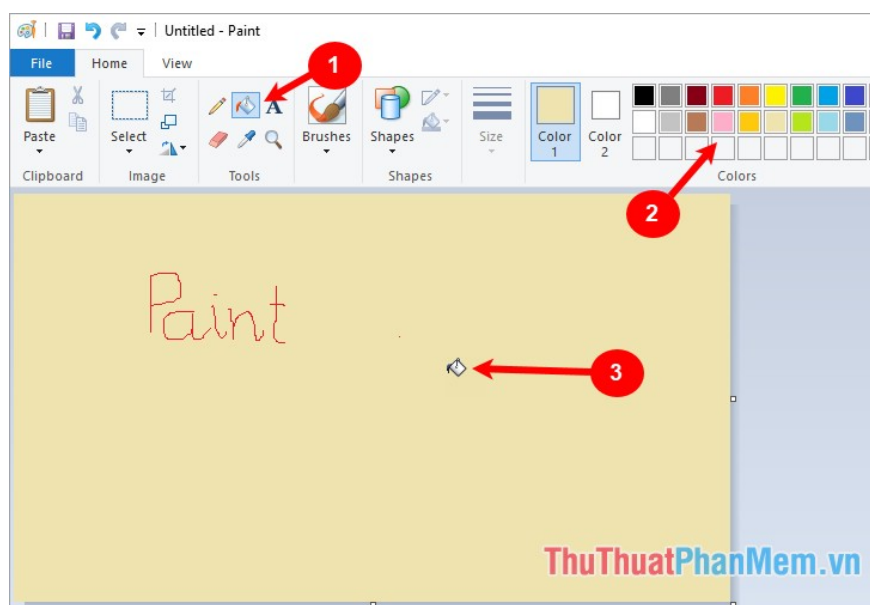 Untitled - Paint
File Home View
1
Paste
Select
A
Brushes
Shapes
Size
Color 1
Color 2
Clipboard
Image
Tools
Shapes
Colors
2
Paint
3
ThuThuatPhanMem.vn